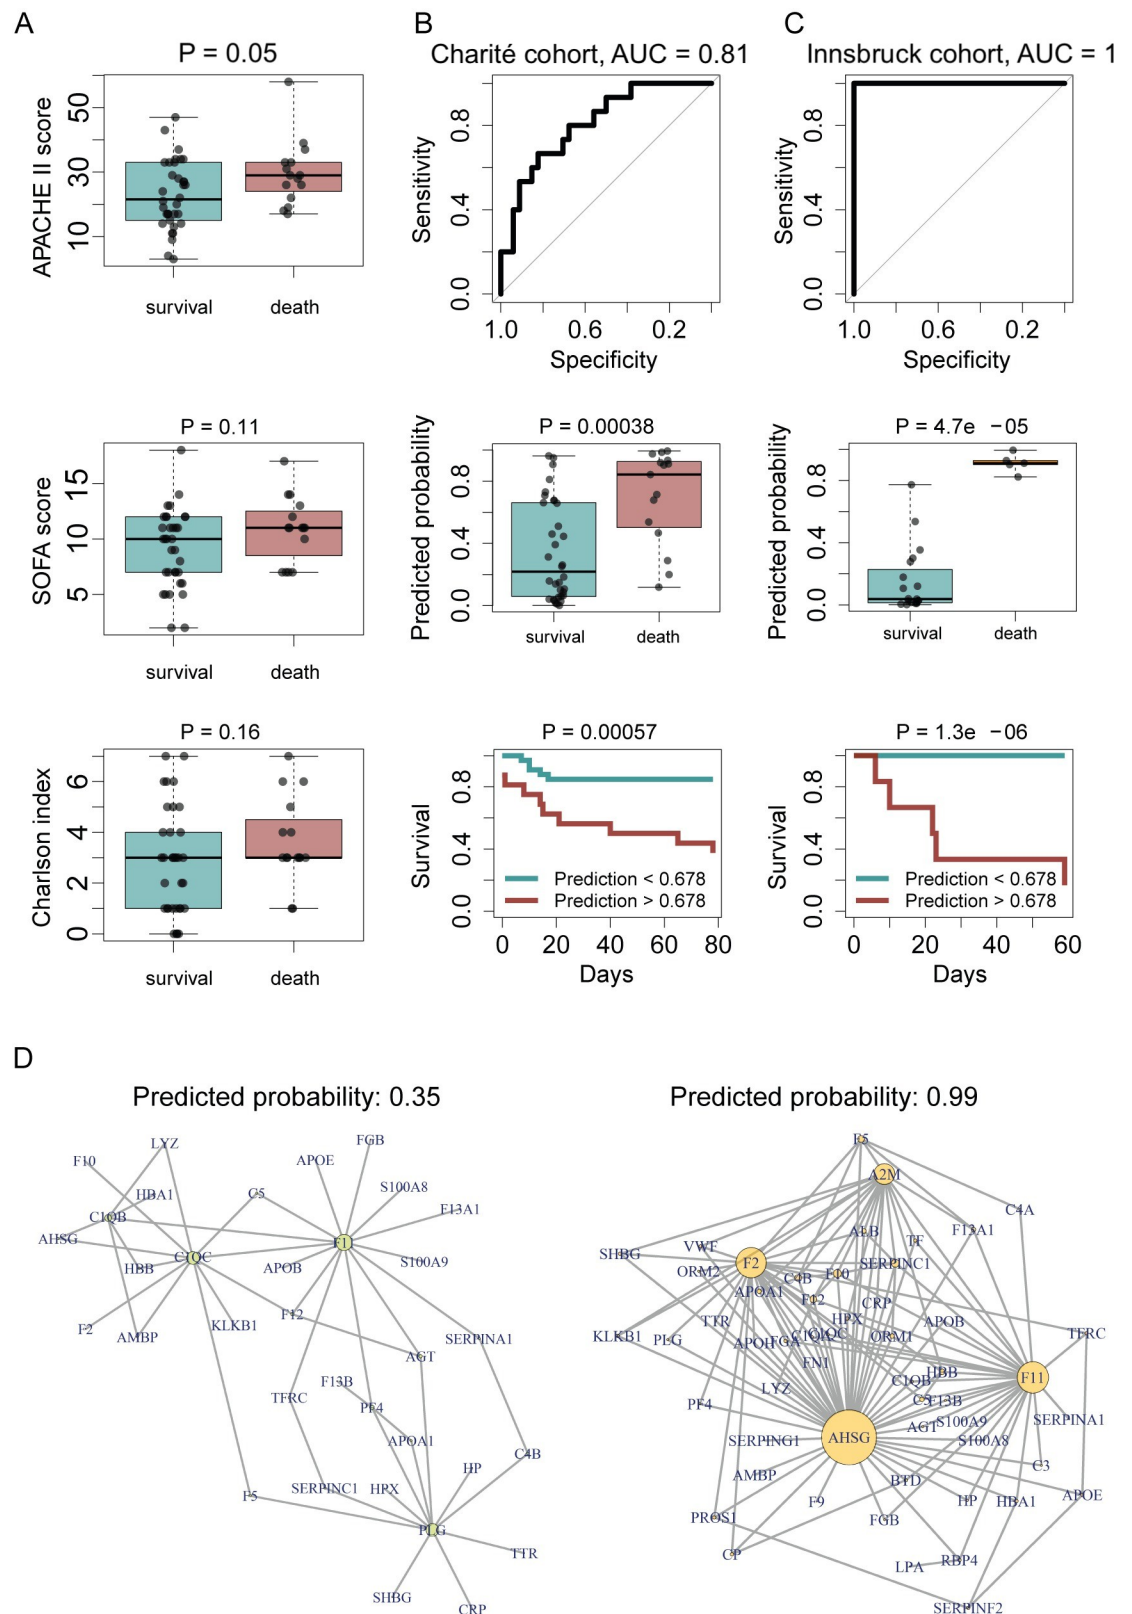 A
P = 0.05
APACHE II score
50
30
10
survival
death
P = 0.11
SOFA score
15
10
5
survival
death
P = 0.16
Charlson index
6
4
2
0
survival
death
B
Charité cohort, AUC = 0.81
Sensitivity
0.8
0.4
0.0
1.0
0.6
0.2
Specificity
P = 0.00038
Predicted probability
0.8
0.4
0.0
survival
death
P = 0.00057
Survival
0.8
0.4
0.0
Prediction < 0.678
Prediction > 0.678
0
20
40
60
80
Days
C
Innsbruck cohort, AUC = 1
Sensitivity
0.8
0.4
0.0
1.0
0.6
0.2
Specificity
P = 4.7e −05
Predicted probability
0.8
0.4
0.0
survival
death
P = 1.3e −06
Survival
0.8
0.4
0.0
Prediction < 0.678
Prediction > 0.678
0
20
40
60
Days
D
Predicted probability: 0.35
LYZ
FGB
F10
APOE
HBA1
C5
S100A8
C1QB
F13A1
AHSG
C1QC
HBB
APOB
S100A9
F2
AMBP
KLKB1
F12
SERPINA1
AGT
F13B
TFRC
PF4
APOA1
C4B
HP
F5
SERPINC1
HPX
PLG
TTR
SHBG
CRP
Predicted probability: 0.99
F5
A2M
C4A
ALB
F13A1
TF
VWF
SHBG
F2
SERPINC1
ORM2
C4B
F10
APOA1
F12
CRP
TTR
HPX
APOB
KLKB1
PLG
APOH
FGA
C1QA
C1QC
ORM1
TFRC
FN1
HBB
C1QB
F11
LYZ
PF4
C5
F13B
S100A9
SERPINA1
AGT
SERPING1
AHSG
S100A8
C3
AMBP
BTD
APOE
F9
HP
HBA1
PROS1
FGB
CP
RBP4
LPA
SERPINF2